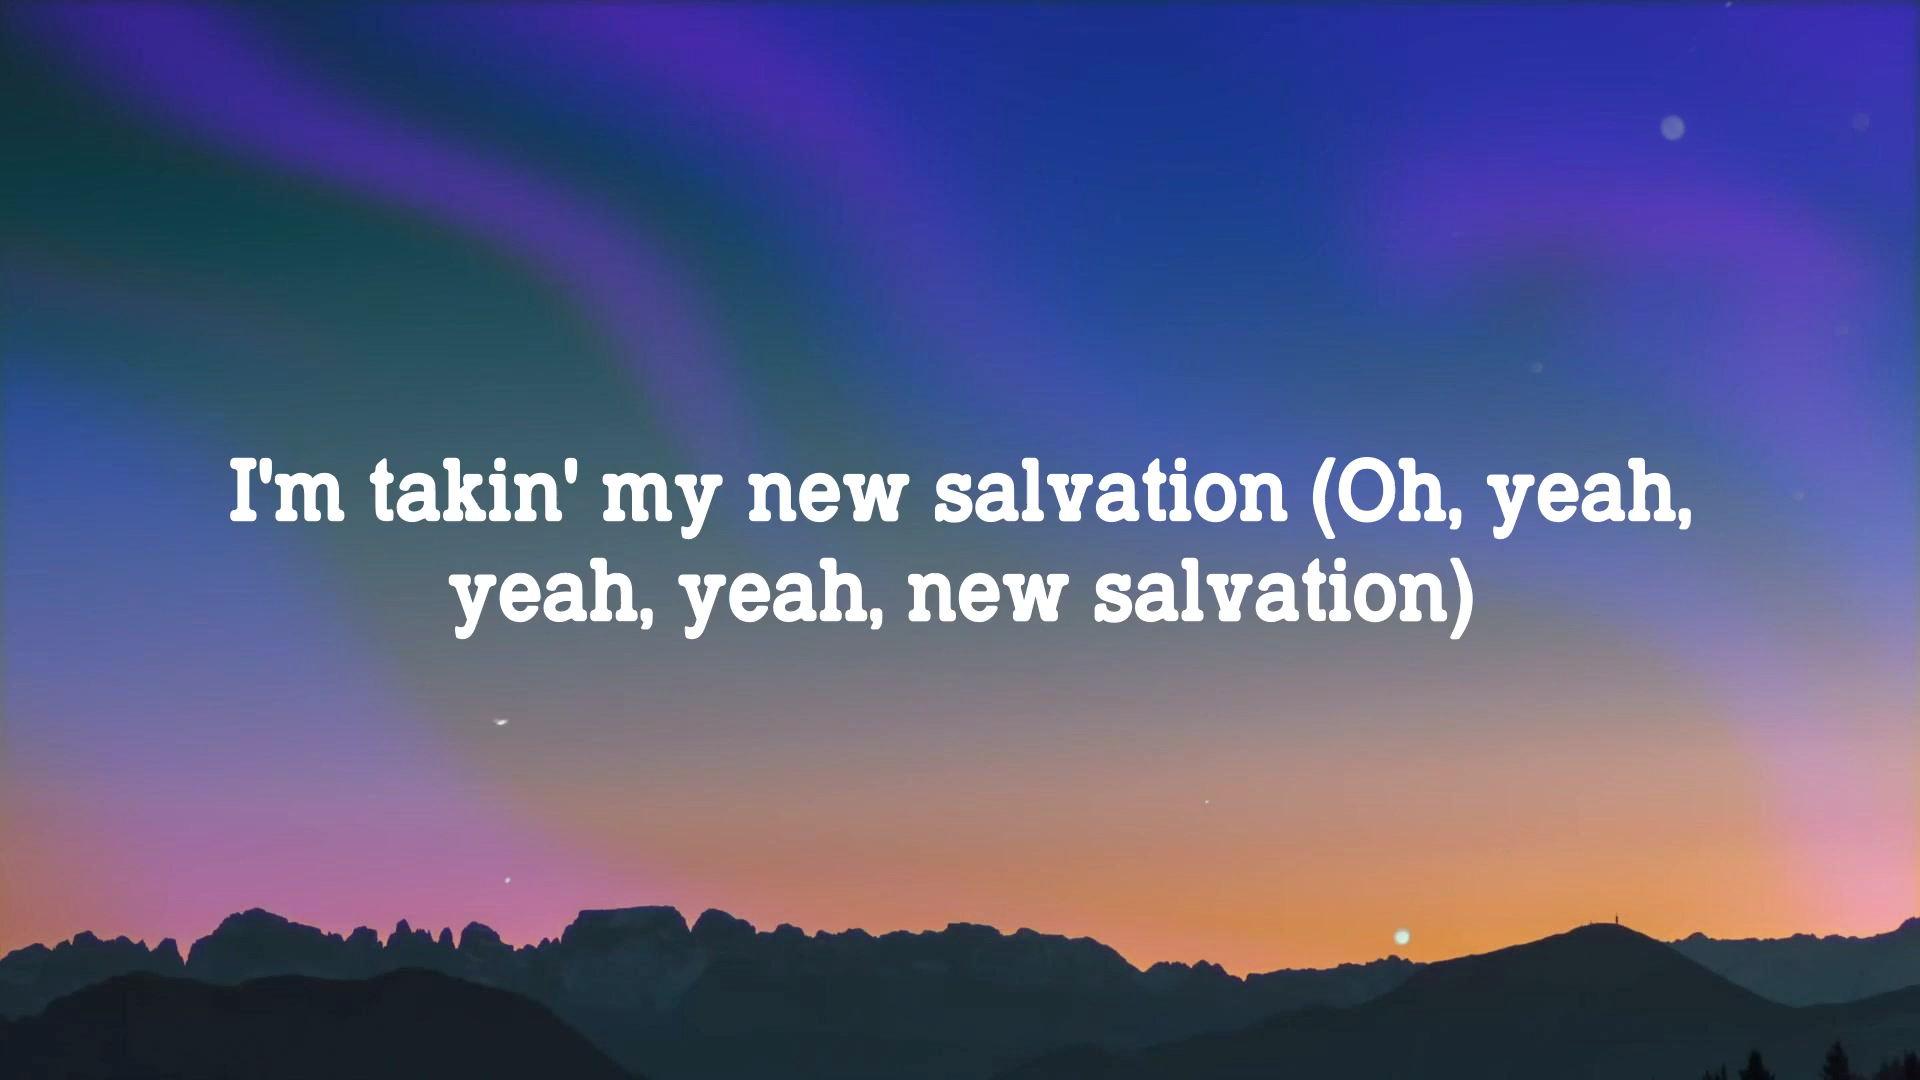 I'm takin' my new salvation (Oh, yeah,
yeah, yeah, new salvation)